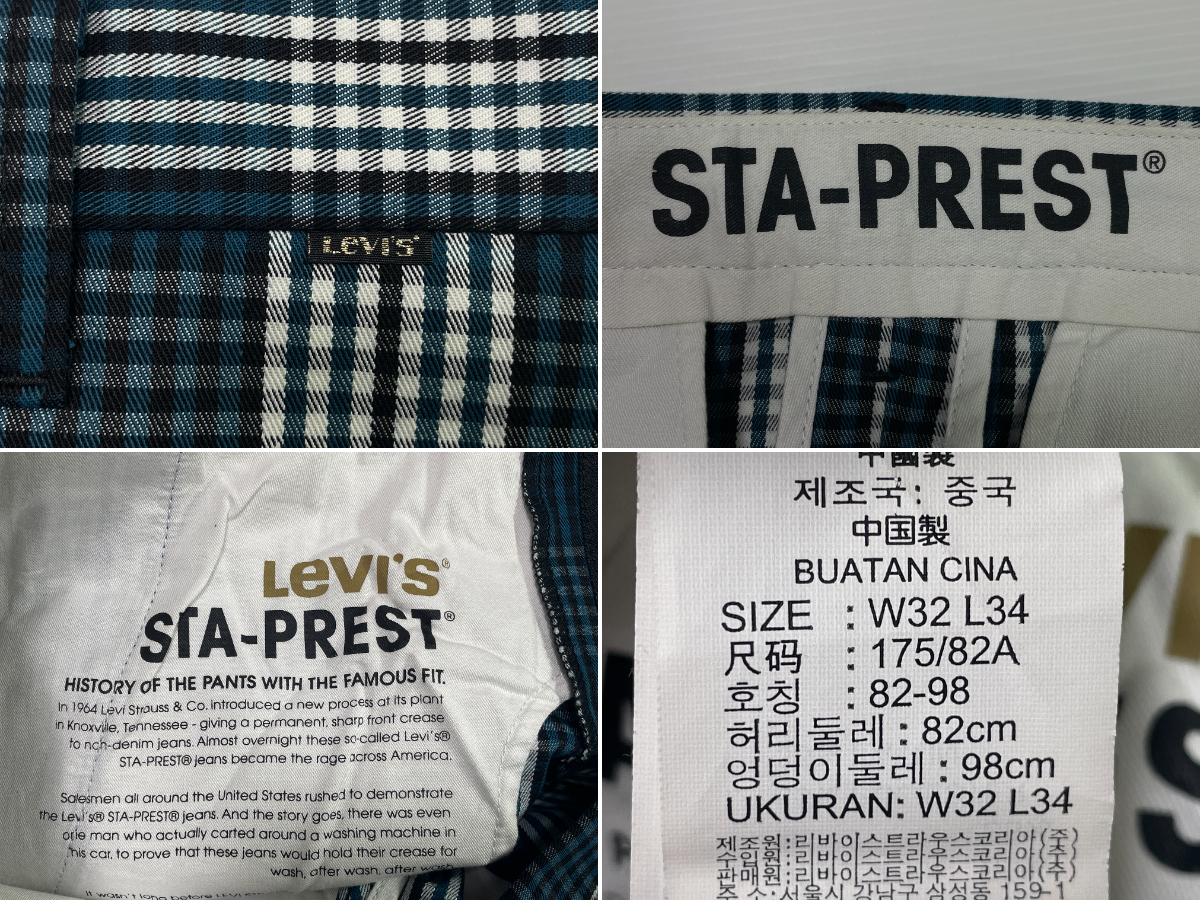 Levi's
STA-PREST®
Levi's®
STA-PREST®
HISTORY OF THE PANTS WITH THE FAMOUS FIT.
In 1964 Levi Strauss & Co. introduced a new process at its plant
in Knoxville, Tennessee - giving a permanent, sharp front crease
to non-denim jeans. Almost overnight these so-called Levi's®
STA-PREST® jeans became the rage across America.
Salesmen all around the United States rushed to demonstrate
the Levi's® STA-PREST® jeans. And the story goes, there was even
one man who actually carted around a washing machine in
his car, to prove that these jeans would hold their crease for
wash, after wash, after wash
It wasn't long before
中國製
제조국: 중국
中国製
BUATAN CINA
SIZE : W32 L34
尺码 : 175/82A
호칭 : 82-98
허리둘레 : 82cm
엉덩이둘레 : 98cm
UKURAN: W32 L34
제조원:리바이스트라우스코리아(주)
수입원:리바이스트라우스코리아(주)
판매원:리바이스트라우스코리아(주)
주 소:서울시 강남구 삼성동 159-1